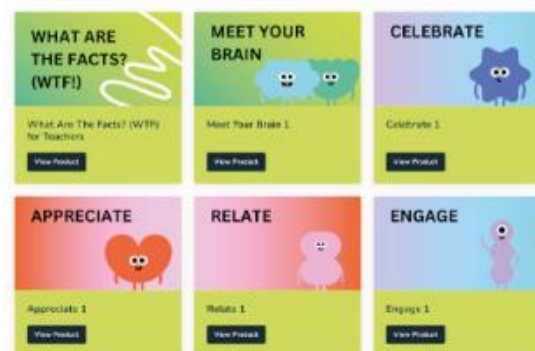 WHAT ARE
THE FACTS?
(WTF!)
MEET YOUR
BRAIN
CELEBRATE
What Are The Facts? (WTF)
for Teachers
Meet Your Brain 1
Celebrate 1
View Product
View Product
View Product
APPRECIATE
RELATE
ENGAGE
Appreciate 1
Relate 1
Engage 1
View Product
View Product
View Product